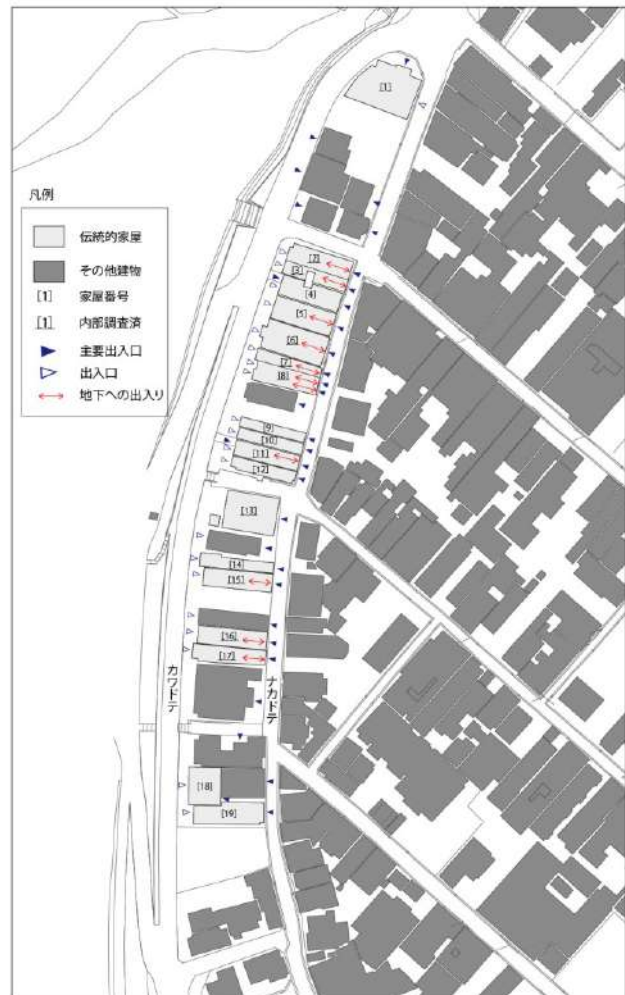 凡例
伝統的家屋
その他建物
[1] 家屋番号
[1] 内部調査済
主要出入口
出入口
地下への出入り
[1]
[2]
[3]
[4]
[5]
[6]
[7]
[8]
[9]
[10]
[11]
[12]
[13]
[14]
[15]
[16]
[17]
カワドテ
ナカドテ
[18]
[19]